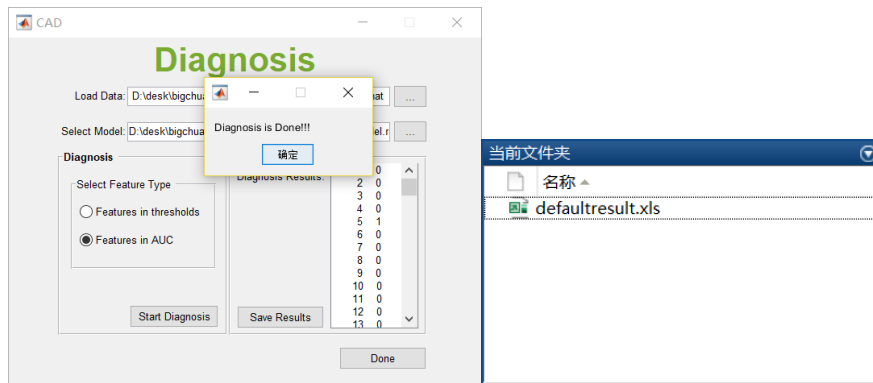 CAD
Diagnosis
Load Data: D:\desk\bigchu at ...
Diagnosis is Done!!!
Select Model: D:\desk\bigchua el.r ...
确定
Diagnosis
Diagnosis Results:
0
Select Feature Type
2 0
3 0
Features in thresholds
4 0
5 1
6 0
Features in AUC
7 0
8 0
9 0
10 0
11 0
Start Diagnosis
Save Results
12 0
13 0
Done
当前文件夹
名称
defaultresult.xls